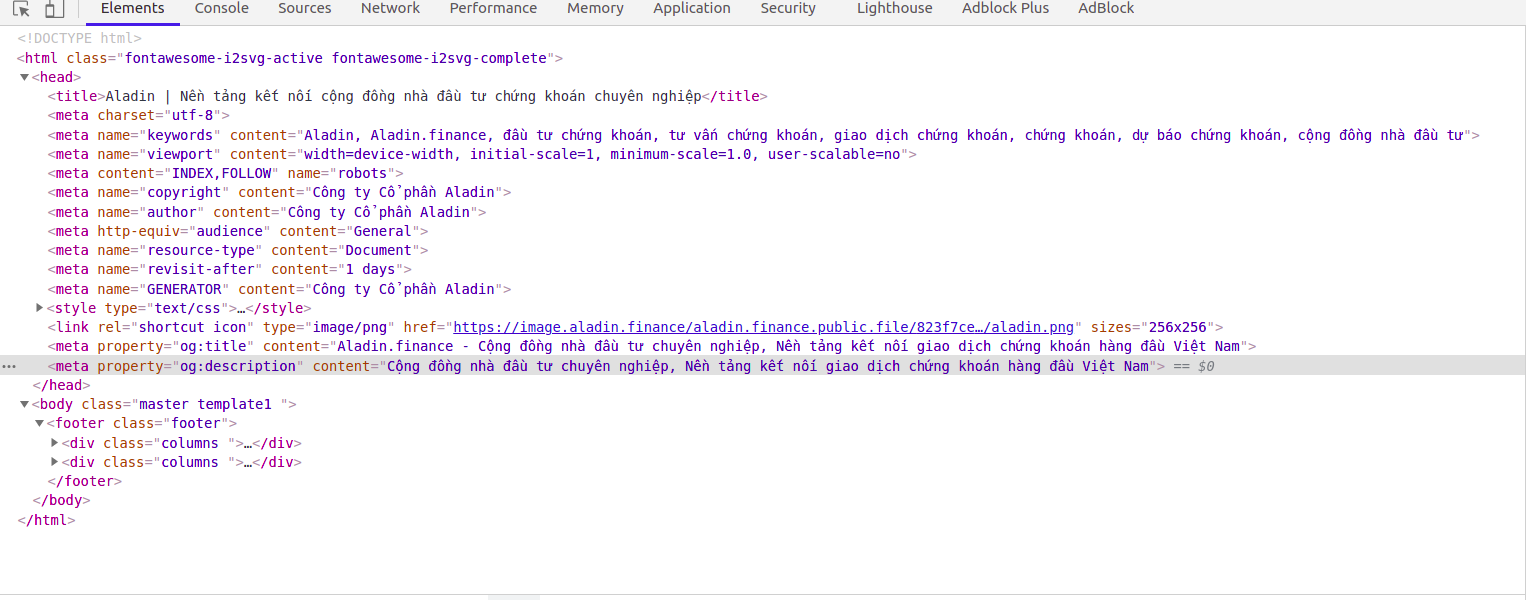 Elements Console Sources Network Performance Memory Application Security Lighthouse Adblock Plus AdBlock
<!DOCTYPE html>
<html class="fontawesome-i2svg-active fontawesome-i2svg-complete">
▼<head>
<title>Aladin | Nền tảng kết nối cộng đồng nhà đầu tư chứng khoán chuyên nghiệp</title>
<meta charset="utf-8">
<meta name="keywords" content="Aladin, Aladin.finance, đầu tư chứng khoán, tư vấn chứng khoán, giao dịch chứng khoán, chứng khoán, dự báo chứng khoán, cộng đồng nhà đầu tư">
<meta name="viewport" content="width=device-width, initial-scale=1, minimum-scale=1.0, user-scalable=no">
<meta content="INDEX,FOLLOW" name="robots">
<meta name="copyright" content="Công ty Cổ phần Aladin">
<meta name="author" content="Công ty Cổ phần Aladin">
<meta http-equiv="audience" content="General">
<meta name="resource-type" content="Document">
<meta name="revisit-after" content="1 days">
<meta name="GENERATOR" content="Công ty Cổ phần Aladin">
▶<style type="text/css">…</style>
<link rel="shortcut icon" type="image/png" href="https://image.aladin.finance/aladin.finance.public.file/823f7ce…/aladin.png" sizes="256x256">
<meta property="og:title" content="Aladin.finance - Cộng đồng nhà đầu tư chuyên nghiệp, Nền tảng kết nối giao dịch chứng khoán hàng đầu Việt Nam">
… <meta property="og:description" content="Cộng đồng nhà đầu tư chuyên nghiệp, Nền tảng kết nối giao dịch chứng khoán hàng đầu Việt Nam"> == $0
</head>
▼<body class="master template1 ">
▼<footer class="footer">
▶<div class="columns ">…</div>
▶<div class="columns ">…</div>
</footer>
</body>
</html>